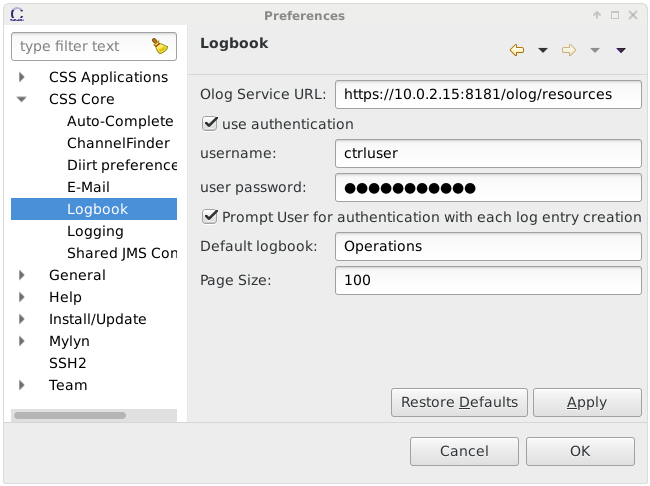 Preferences
type filter text
CSS Applications
CSS Core
Auto-Complete
ChannelFinder
Diirt preference
E-Mail
Logbook
Logging
Shared JMS Con
General
Help
Install/Update
Mylyn
SSH2
Team
Logbook
Olog Service URL: https://10.0.2.15:8181/olog/resources
use authentication
username: ctrluser
user password: ●●●●●●●●●●●
Prompt User for authentication with each log entry creation
Default logbook: Operations
Page Size: 100
Restore Defaults Apply
Cancel OK